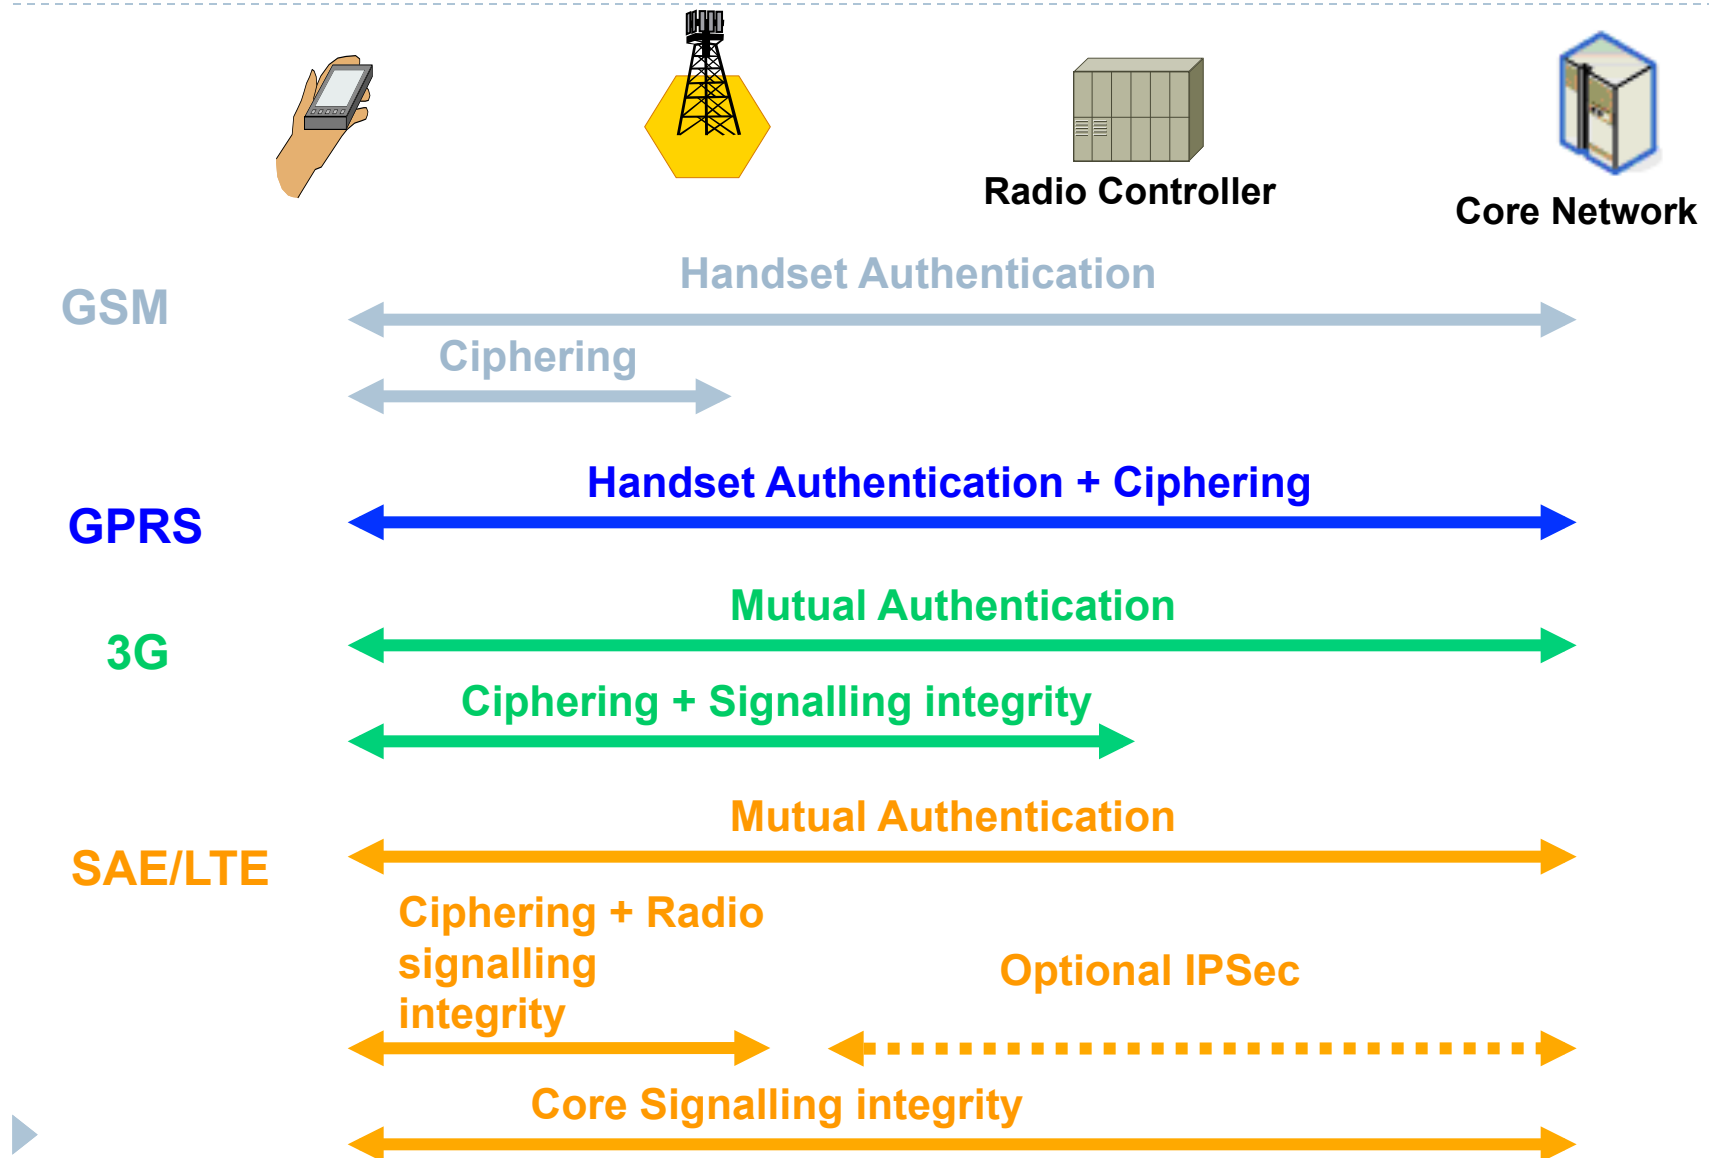 Radio Controller
Core Network
Handset Authentication
GSM
Ciphering
Handset Authentication + Ciphering
GPRS
Mutual Authentication
3G
Ciphering + Signalling integrity
Mutual Authentication
SAE/LTE
Ciphering + Radio
signalling
integrity
Optional IPSec
Core Signalling integrity